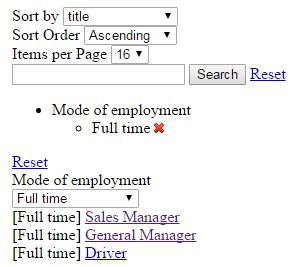 Sort by title
Sort Order Ascending
Items per Page 16
Search Reset
Mode of employment
Full time
Reset
Mode of employment
Full time
[Full time] Sales Manager
[Full time] General Manager
[Full time] Driver